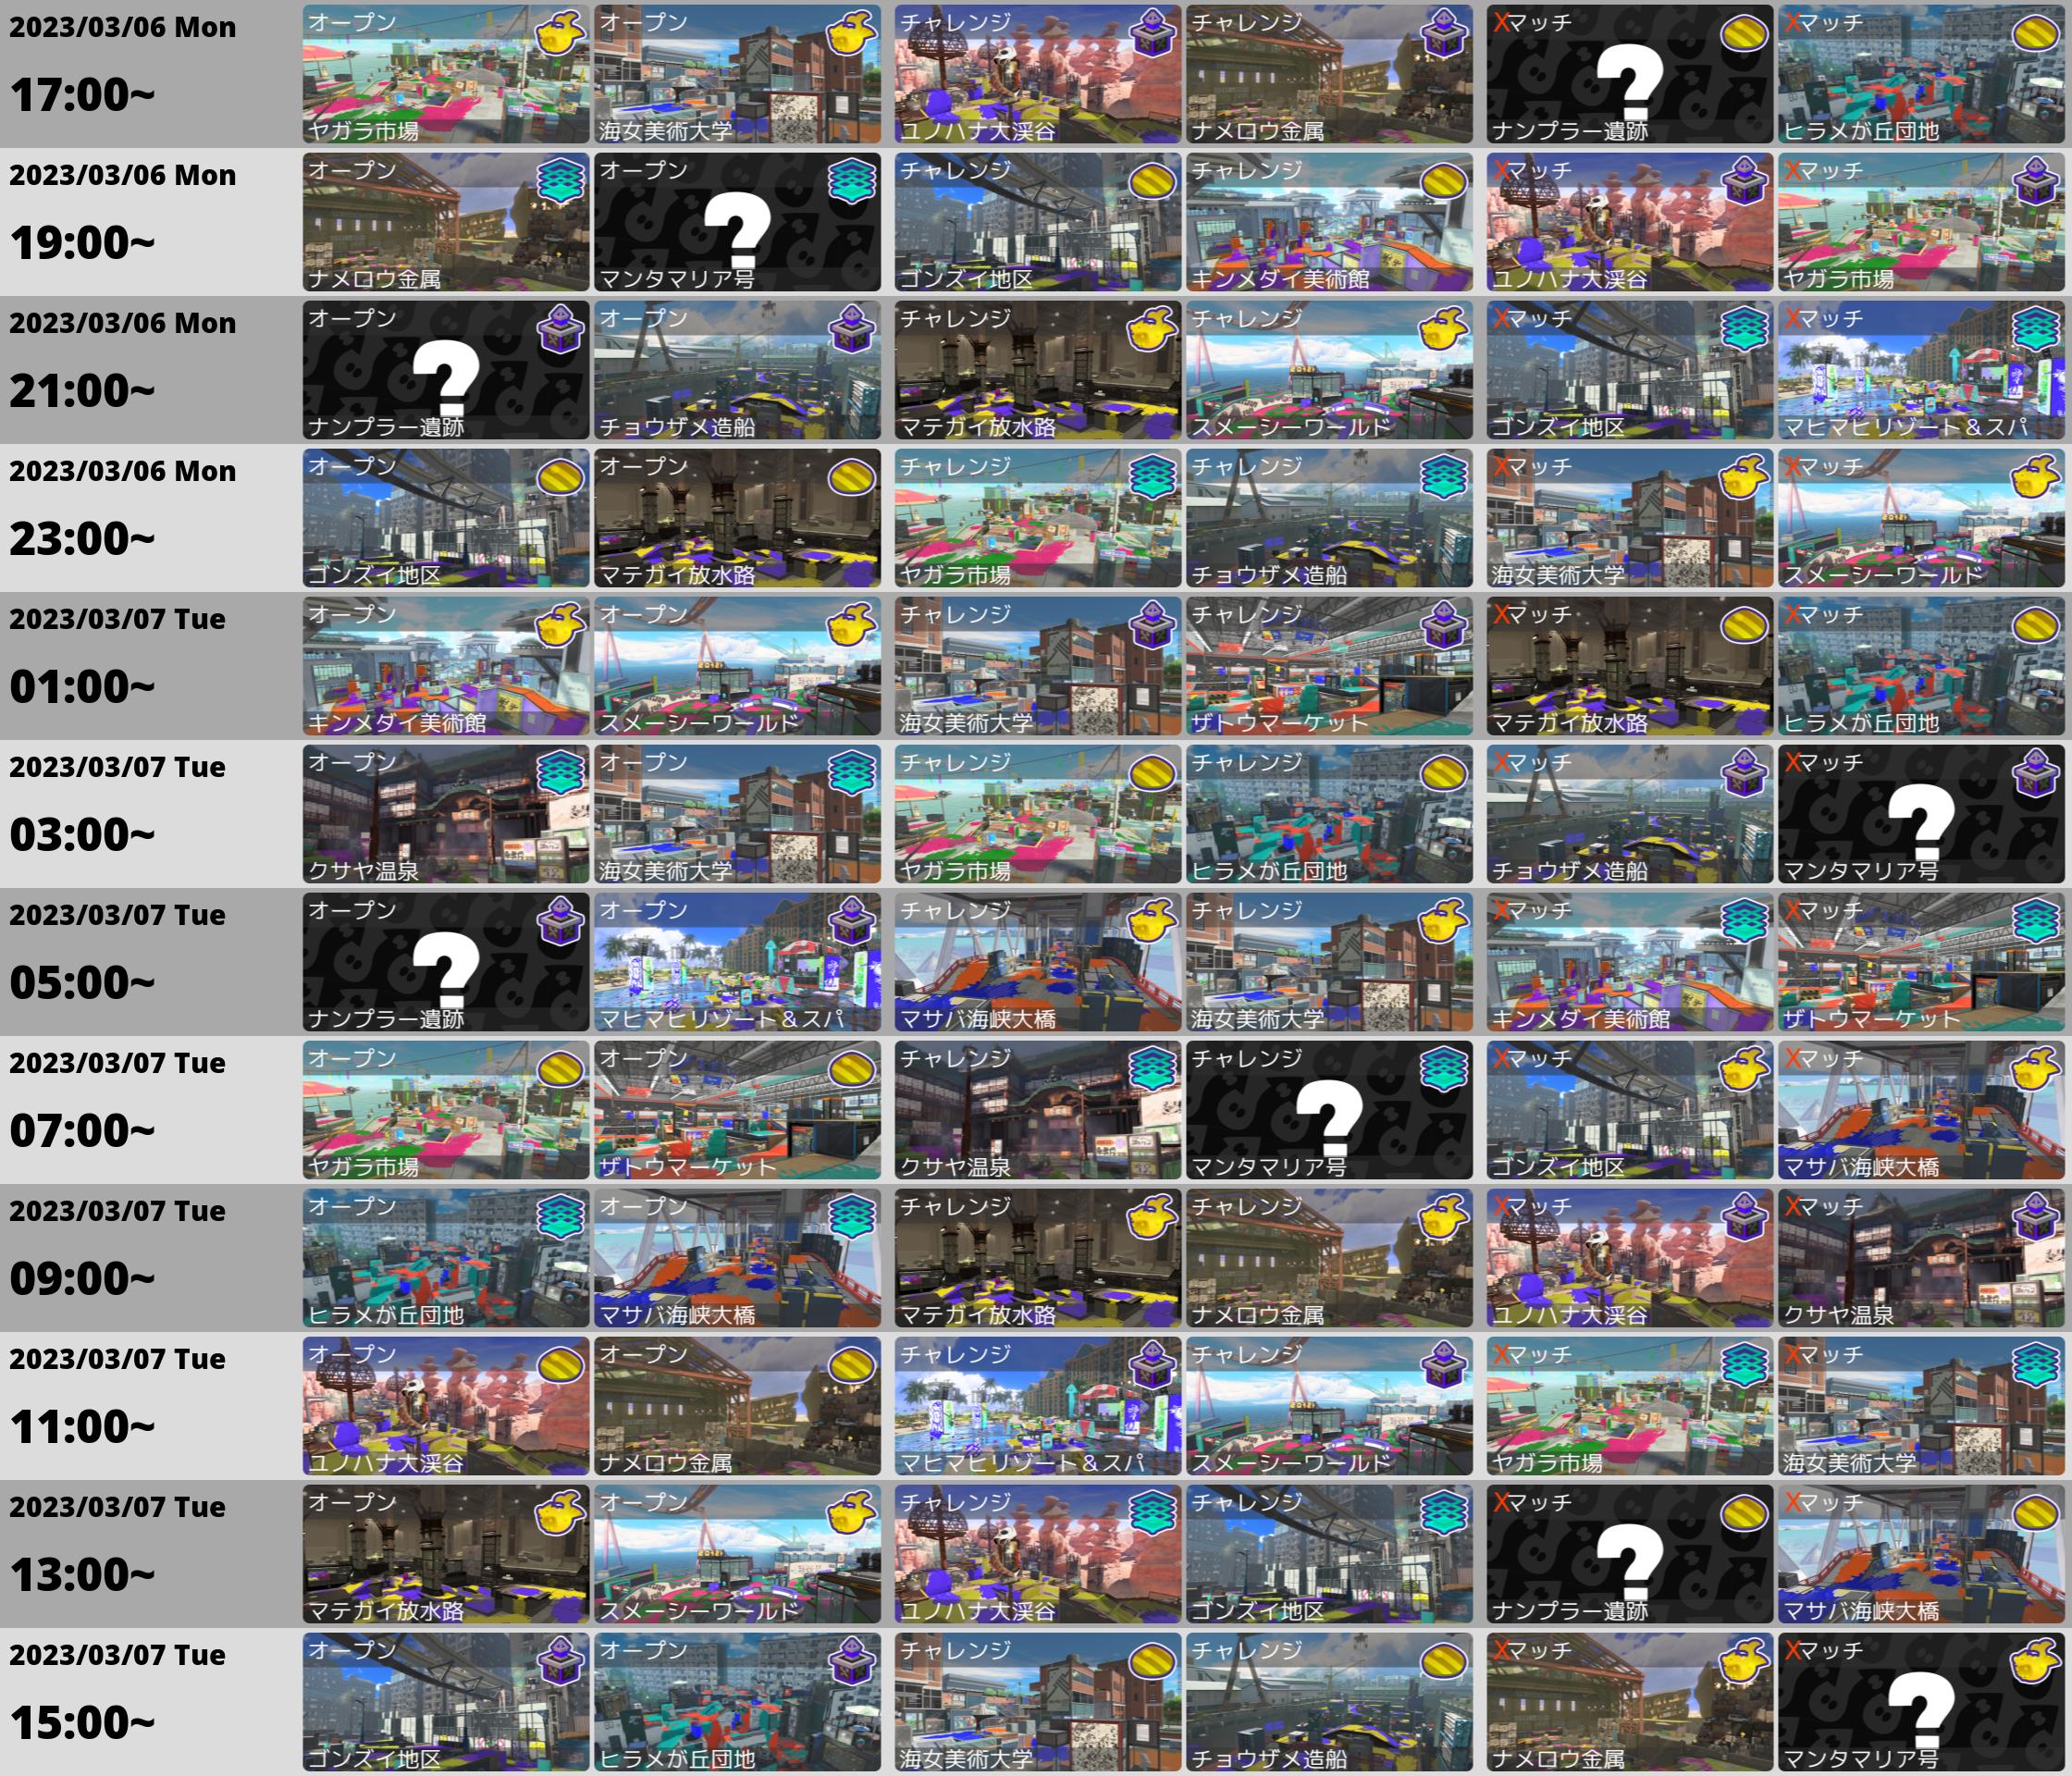 2023/03/06 Mon
17:00~
オープン オープン チャレンジ チャレンジ Xマッチ Xマッチ
ヤガラ市場 海女美術大学 ユノハナ大渓谷 ナメロウ金属 ナンプラー遺跡 ヒラメが丘団地
2023/03/06 Mon
19:00~
オープン オープン チャレンジ チャレンジ Xマッチ Xマッチ
ナメロウ金属 マンタマリア号 ゴンズイ地区 キンメダイ美術館 ユノハナ大渓谷 ヤガラ市場
2023/03/06 Mon
21:00~
オープン オープン チャレンジ チャレンジ Xマッチ Xマッチ
ナンプラー遺跡 チョウザメ造船 マテガイ放水路 スメーシーワールド ゴンズイ地区 マヒマヒリゾート＆スパ
2023/03/06 Mon
23:00~
オープン オープン チャレンジ チャレンジ Xマッチ Xマッチ
ゴンズイ地区 マテガイ放水路 ヤガラ市場 チョウザメ造船 海女美術大学 スメーシーワールド
2023/03/07 Tue
01:00~
オープン オープン チャレンジ チャレンジ Xマッチ Xマッチ
キンメダイ美術館 スメーシーワールド 海女美術大学 ザトウマーケット マテガイ放水路 ヒラメが丘団地
2023/03/07 Tue
03:00~
オープン オープン チャレンジ チャレンジ Xマッチ Xマッチ
クサヤ温泉 海女美術大学 ヤガラ市場 ヒラメが丘団地 チョウザメ造船 マンタマリア号
2023/03/07 Tue
05:00~
オープン オープン チャレンジ チャレンジ Xマッチ Xマッチ
ナンプラー遺跡 マヒマヒリゾート＆スパ マサバ海峡大橋 海女美術大学 キンメダイ美術館 ザトウマーケット
2023/03/07 Tue
07:00~
オープン オープン チャレンジ チャレンジ Xマッチ Xマッチ
ヤガラ市場 ザトウマーケット クサヤ温泉 マンタマリア号 ゴンズイ地区 マサバ海峡大橋
2023/03/07 Tue
09:00~
オープン オープン チャレンジ チャレンジ Xマッチ Xマッチ
ヒラメが丘団地 マサバ海峡大橋 マテガイ放水路 ナメロウ金属 ユノハナ大渓谷 クサヤ温泉
2023/03/07 Tue
11:00~
オープン オープン チャレンジ チャレンジ Xマッチ Xマッチ
ユノハナ大渓谷 ナメロウ金属 マヒマヒリゾート＆スパ スメーシーワールド ヤガラ市場 海女美術大学
2023/03/07 Tue
13:00~
オープン オープン チャレンジ チャレンジ Xマッチ Xマッチ
マテガイ放水路 スメーシーワールド ユノハナ大渓谷 ゴンズイ地区 ナンプラー遺跡 マサバ海峡大橋
2023/03/07 Tue
15:00~
オープン オープン チャレンジ チャレンジ Xマッチ Xマッチ
ゴンズイ地区 ヒラメが丘団地 海女美術大学 チョウザメ造船 ナメロウ金属 マンタマリア号